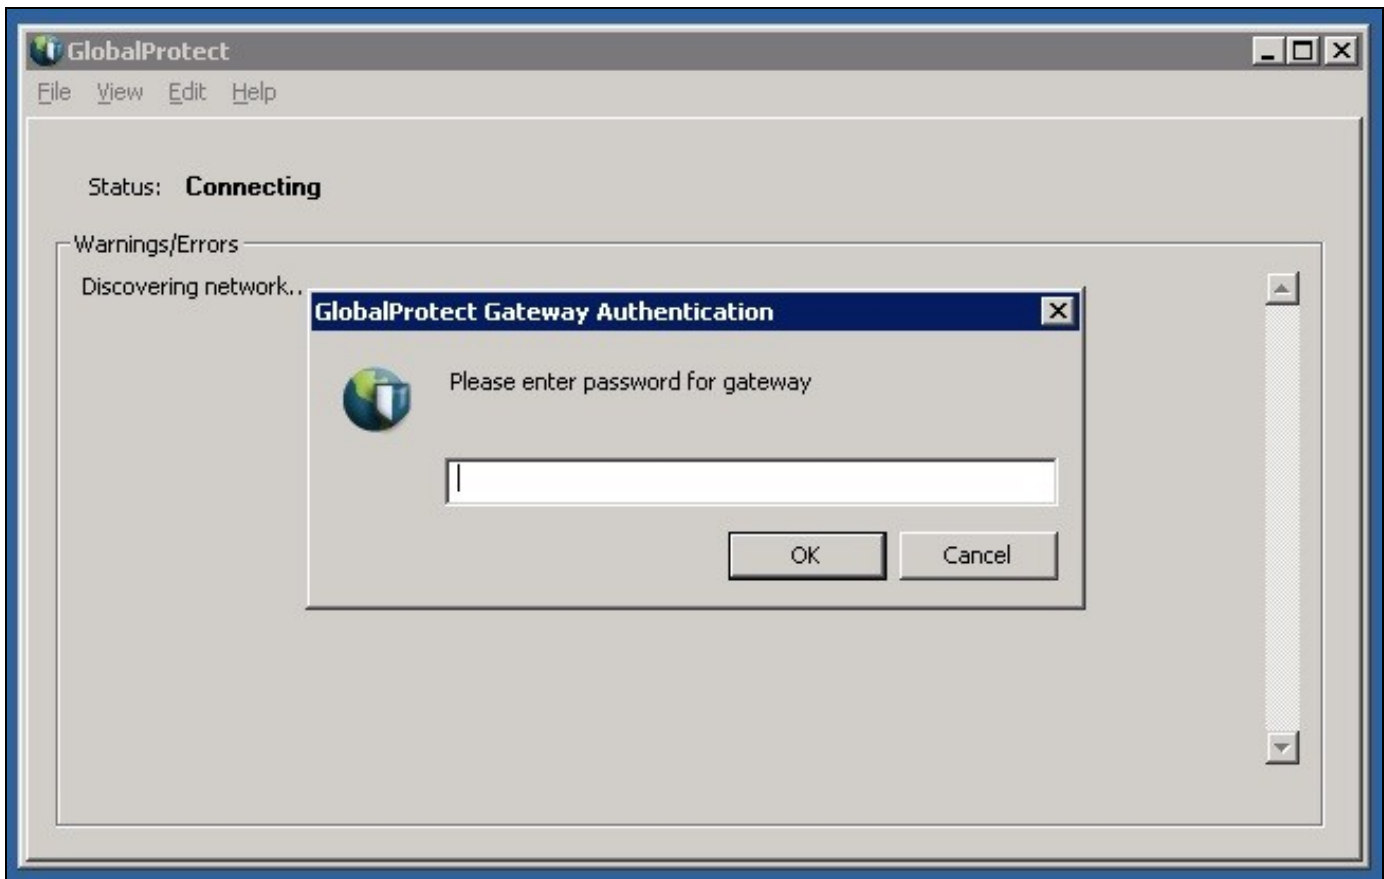 GlobalProtect
File View Edit Help
Status: Connecting
Warnings/Errors
Discovering network..
GlobalProtect Gateway Authentication
Please enter password for gateway
OK Cancel